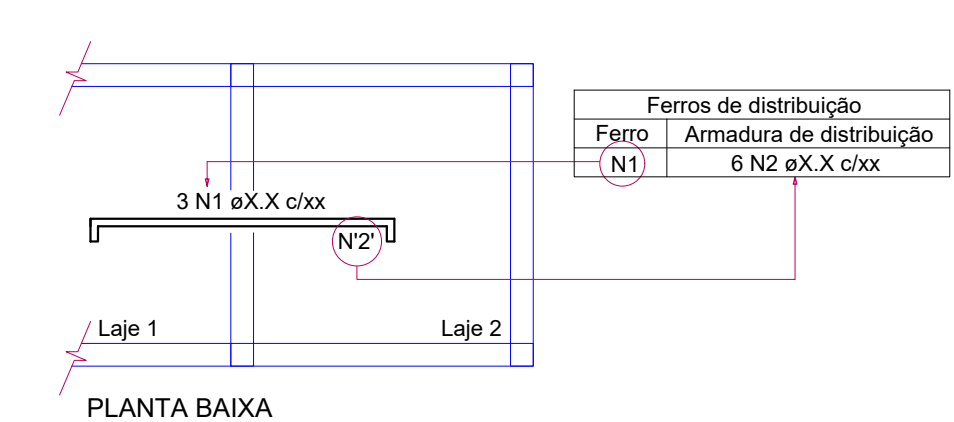 Ferros de distribuição
Ferro Armadura de distribuição
N1 6 N2 øX.X c/xx
3 N1 øX.X c/xx
N'2'
Laje 1 Laje 2
PLANTA BAIXA